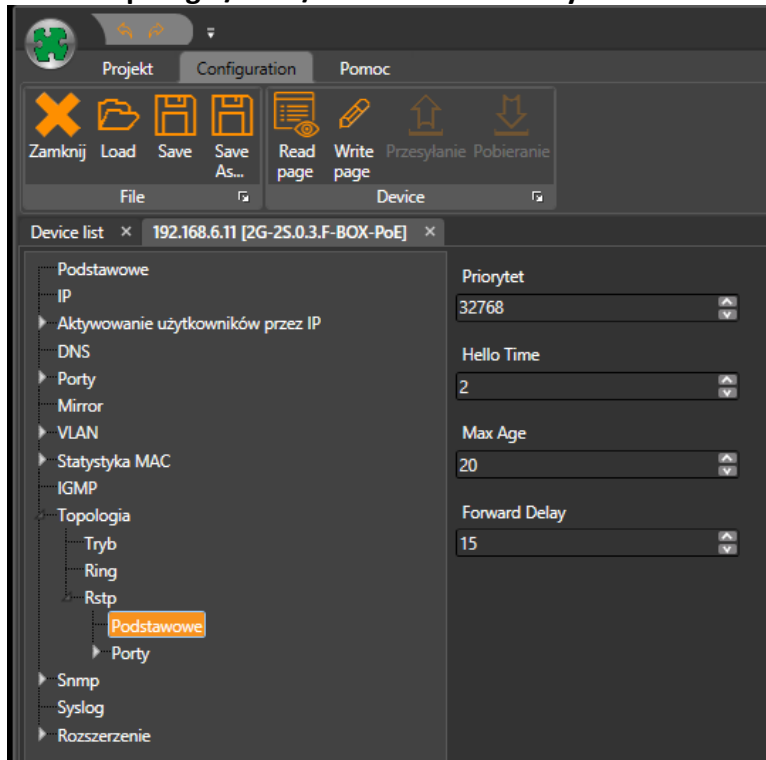 Projekt Configuration Pomoc
Zamknij Load Save Save As... Read page Write page Przesyłanie Pobieranie
File Device
Device list × 192.168.6.11 [2G-2S.0.3.F-BOX-PoE] ×
Podstawowe
IP
Aktywowanie użytkowników przez IP
DNS
Porty
Mirror
VLAN
Statystyka MAC
IGMP
Topologia
Tryb
Ring
Rstp
Podstawowe
Porty
Snmp
Syslog
Rozszerzenie
Priorytet
32768
Hello Time
2
Max Age
20
Forward Delay
15